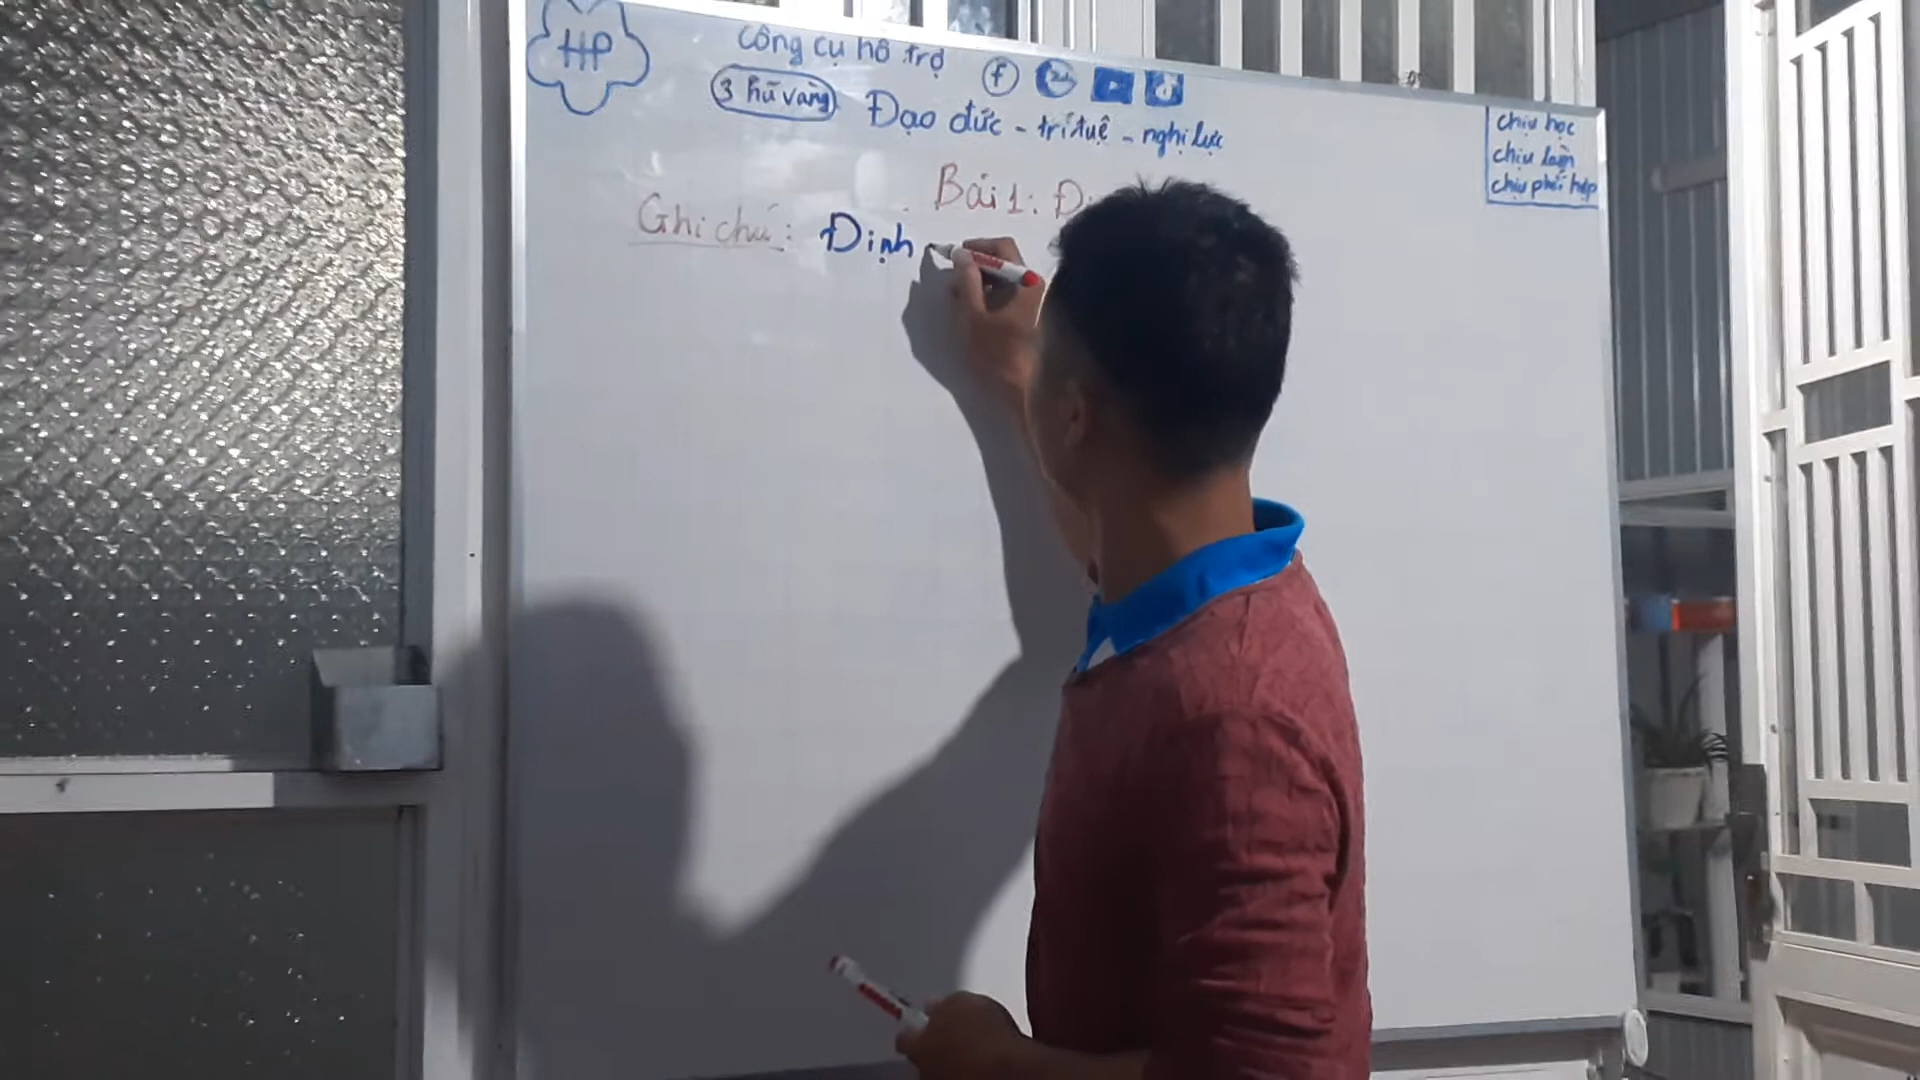 HP
Công cụ hỗ trợ
3 hũ vàng
Đạo đức - trí tuệ - nghị lực
chịu học
chịu làm
chịu phối hợp
Bài 1: Đị
Ghi chú: Định